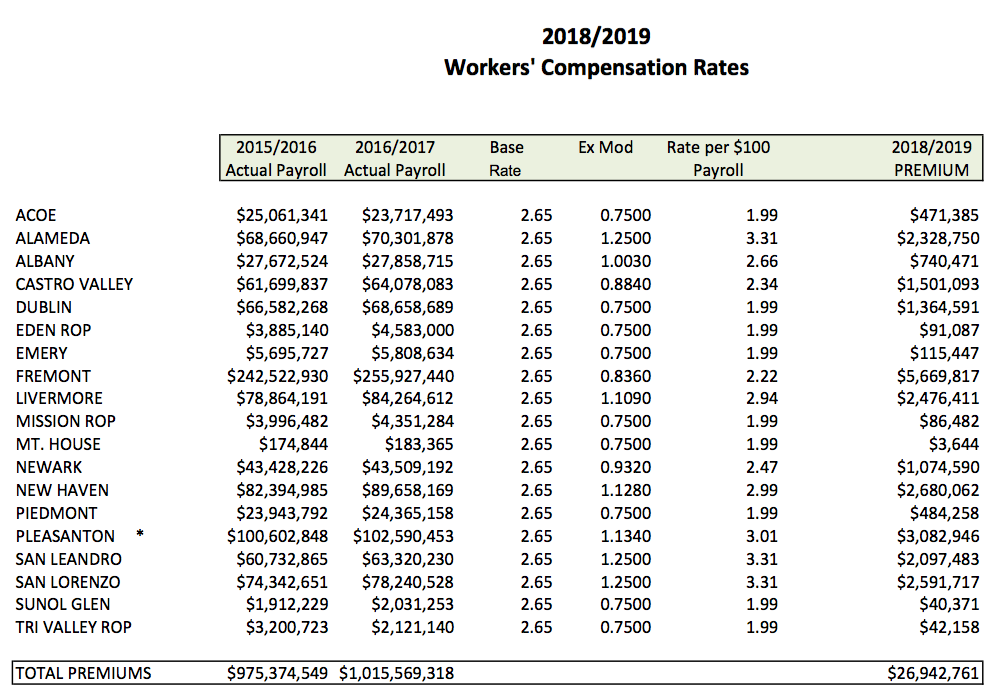 2018/2019
Workers' Compensation Rates
2015/2016 2016/2017 Base Ex Mod Rate per $100 2018/2019
Actual Payroll Actual Payroll Rate Payroll PREMIUM
ACOE $25,061,341 $23,717,493 2.65 0.7500 1.99 $471,385
ALAMEDA $68,660,947 $70,301,878 2.65 1.2500 3.31 $2,328,750
ALBANY $27,672,524 $27,858,715 2.65 1.0030 2.66 $740,471
CASTRO VALLEY $61,699,837 $64,078,083 2.65 0.8840 2.34 $1,501,093
DUBLIN $66,582,268 $68,658,689 2.65 0.7500 1.99 $1,364,591
EDEN ROP $3,885,140 $4,583,000 2.65 0.7500 1.99 $91,087
EMERY $5,695,727 $5,808,634 2.65 0.7500 1.99 $115,447
FREMONT $242,522,930 $255,927,440 2.65 0.8360 2.22 $5,669,817
LIVERMORE $78,864,191 $84,264,612 2.65 1.1090 2.94 $2,476,411
MISSION ROP $3,996,482 $4,351,284 2.65 0.7500 1.99 $86,482
MT. HOUSE $174,844 $183,365 2.65 0.7500 1.99 $3,644
NEWARK $43,428,226 $43,509,192 2.65 0.9320 2.47 $1,074,590
NEW HAVEN $82,394,985 $89,658,169 2.65 1.1280 2.99 $2,680,062
PIEDMONT $23,943,792 $24,365,158 2.65 0.7500 1.99 $484,258
PLEASANTON * $100,602,848 $102,590,453 2.65 1.1340 3.01 $3,082,946
SAN LEANDRO $60,732,865 $63,320,230 2.65 1.2500 3.31 $2,097,483
SAN LORENZO $74,342,651 $78,240,528 2.65 1.2500 3.31 $2,591,717
SUNOL GLEN $1,912,229 $2,031,253 2.65 0.7500 1.99 $40,371
TRI VALLEY ROP $3,200,723 $2,121,140 2.65 0.7500 1.99 $42,158
TOTAL PREMIUMS $975,374,549 $1,015,569,318 $26,942,761